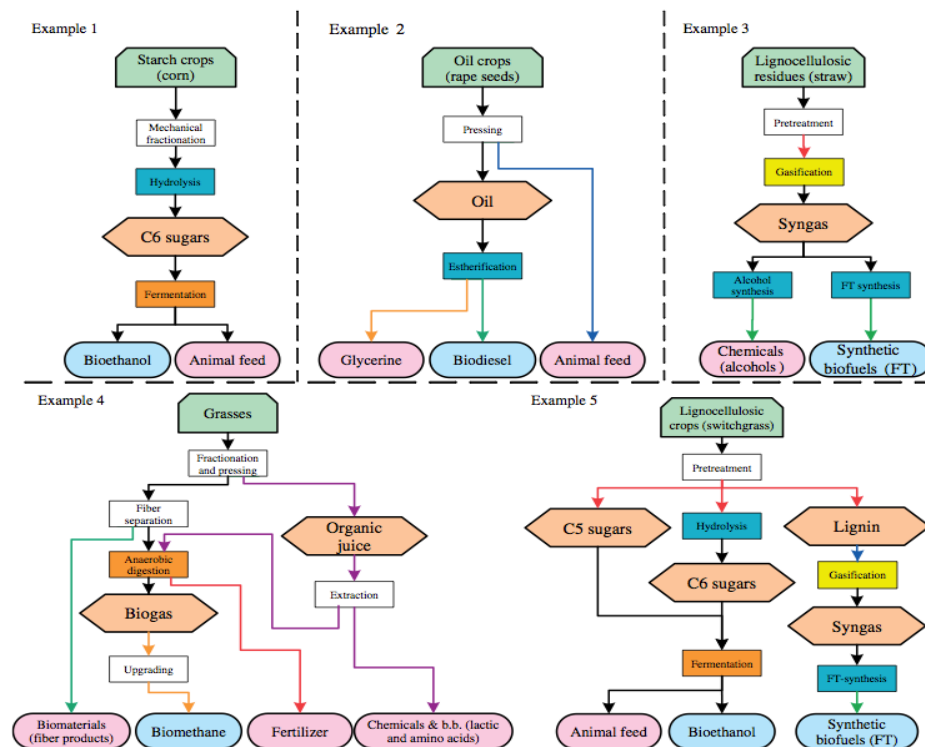 Example 1
Starch crops
(corn)
Mechanical
fractionation
Hydrolysis
C6 sugars
Fermentation
Bioethanol
Animal feed
Example 2
Oil crops
(rape seeds)
Pressing
Oil
Estherification
Glycerine
Biodiesel
Animal feed
Example 3
Lignocellulosic
residues (straw)
Pretreatment
Gasification
Syngas
Alcohol
synthesis
FT synthesis
Chemicals
(alcohols )
Synthetic
biofuels (FT)
Example 4
Grasses
Fractionation
and pressing
Fiber
separation
Organic
juice
Anaerobic
digestion
Extraction
Biogas
Upgrading
Biomaterials
(fiber products)
Biomethane
Fertilizer
Chemicals & b.b. (lactic
and amino acids)
Example 5
Lignocellulosic
crops (switchgrass)
Pretreatment
C5 sugars
Hydrolysis
Lignin
C6 sugars
Gasification
Syngas
Fermentation
FT-synthesis
Animal feed
Bioethanol
Synthetic
biofuels (FT)